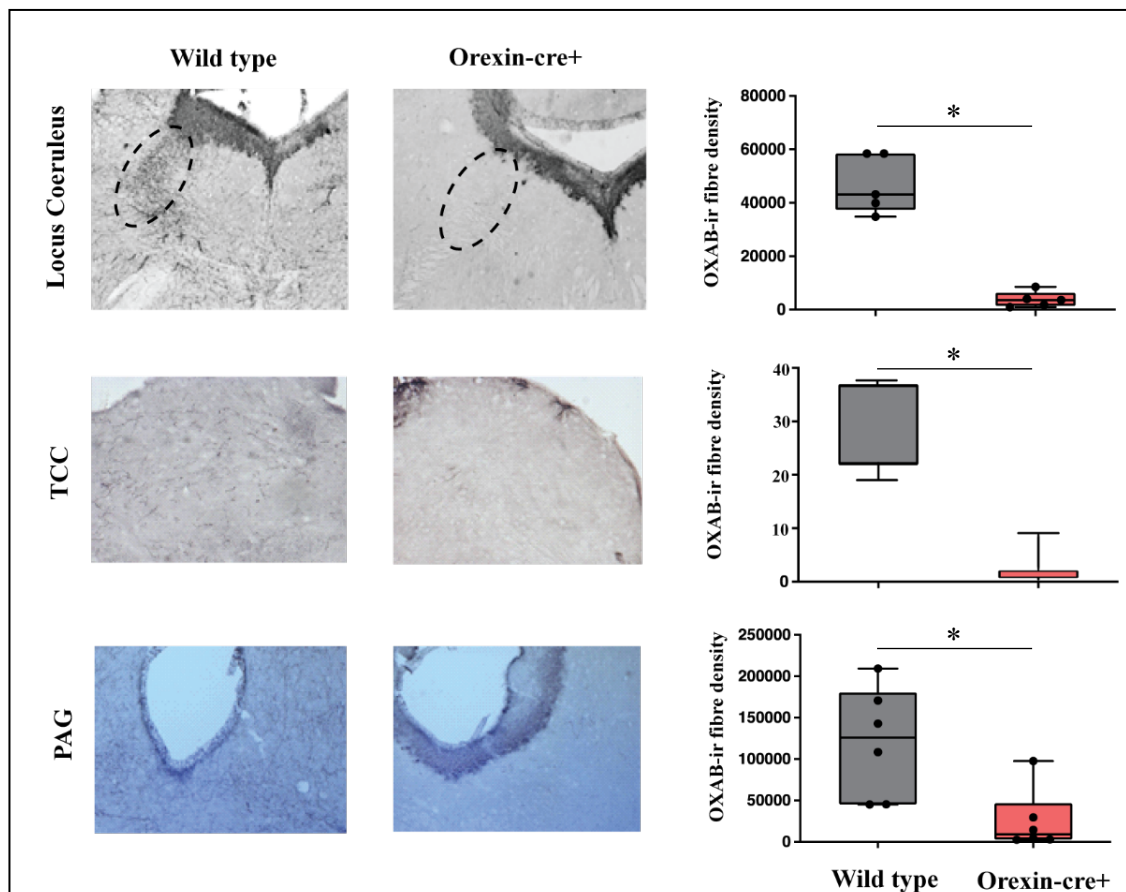 Wild type
Orexin-cre+
Locus Coeruleus
OXAB-ir fibre density
80000
60000
40000
20000
0
*
TCC
OXAB-ir fibre density
40
30
20
10
0
*
PAG
OXAB-ir fibre density
250000
200000
150000
100000
50000
0
*
Wild type
Orexin-cre+